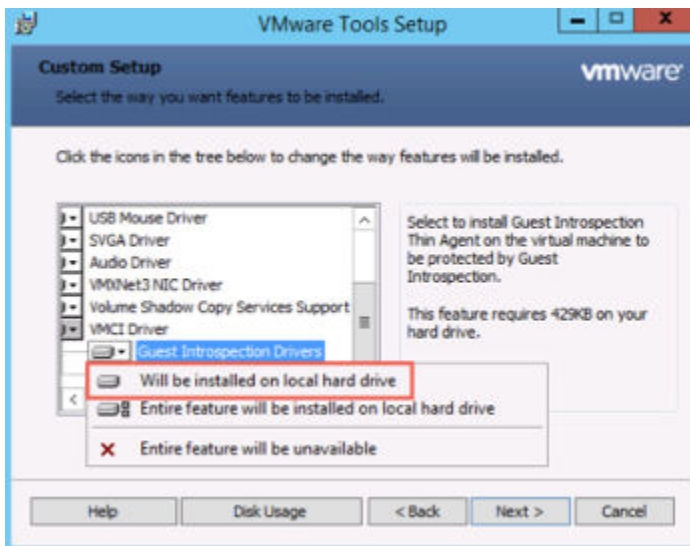 VMware Tools Setup
Custom Setup
Select the way you want features to be installed.
vmware
Click the icons in the tree below to change the way features will be installed.
USB Mouse Driver
SVGA Driver
Audio Driver
VMXNet3 NIC Driver
Volume Shadow Copy Services Support
VMCI Driver
Guest Introspection Drivers
Select to install Guest Introspection
Thin Agent on the virtual machine to
be protected by Guest
Introspection.
This feature requires 429KB on your
hard drive.
Will be installed on local hard drive
Entire feature will be installed on local hard drive
Entire feature will be unavailable
Help
Disk Usage
< Back
Next >
Cancel